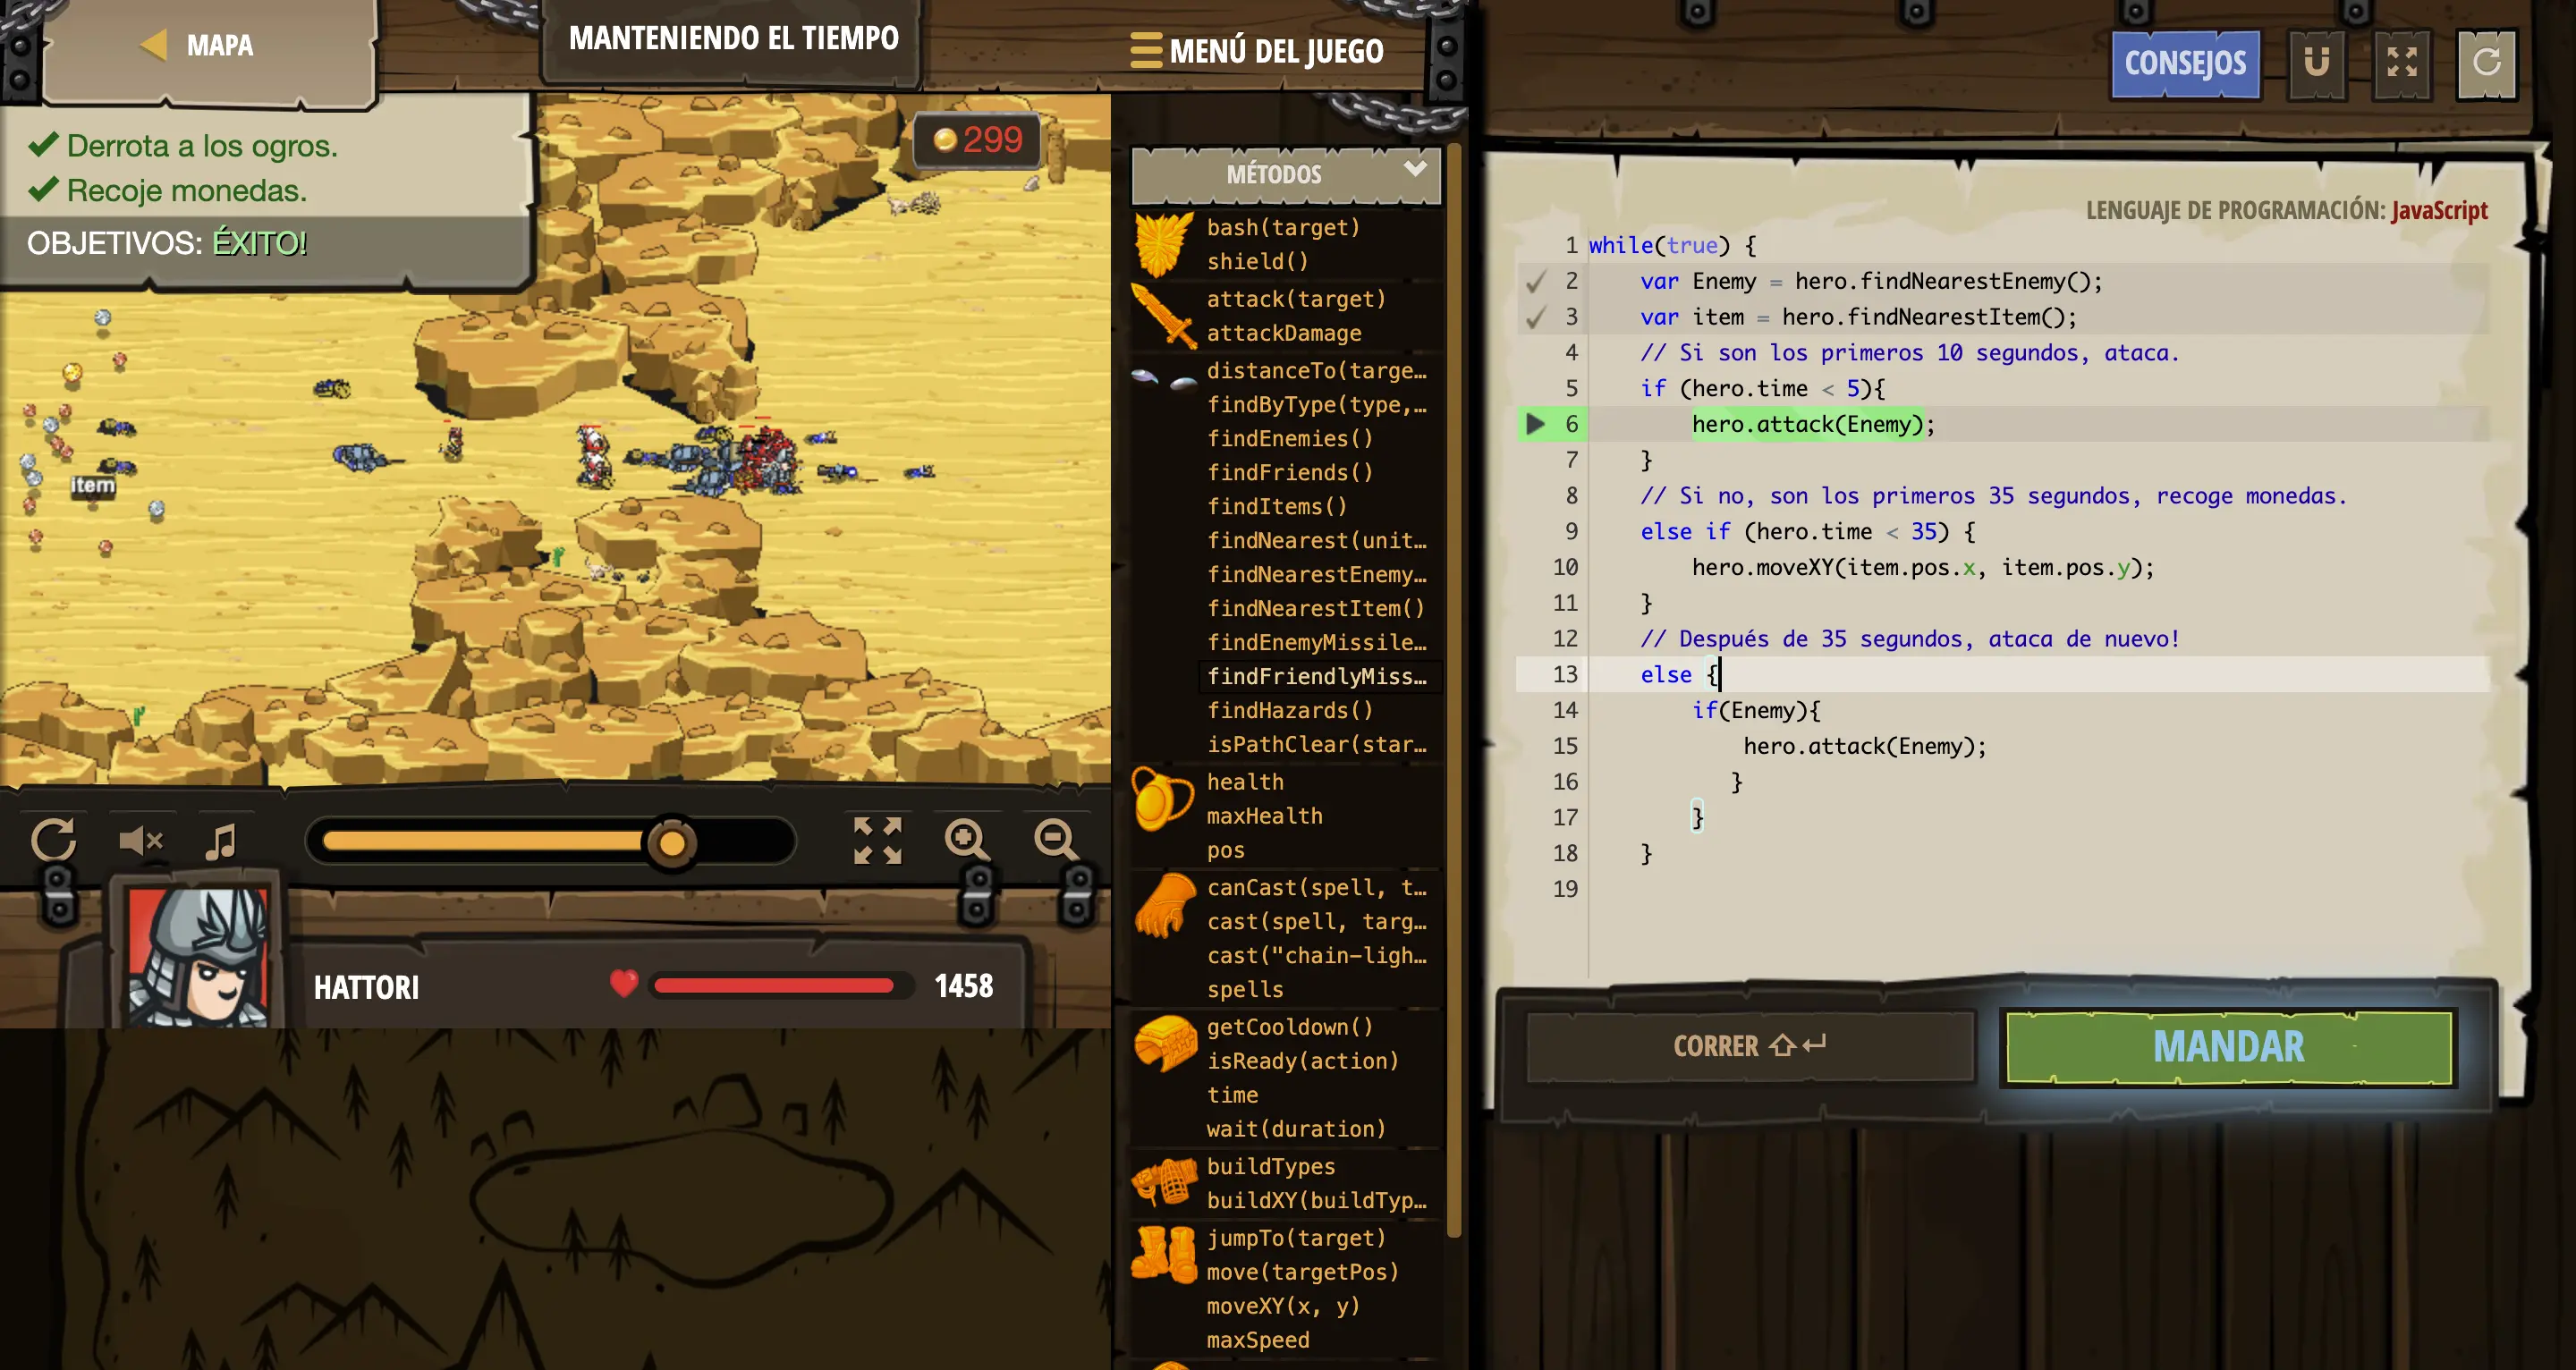 MAPA
MANTENIENDO EL TIEMPO
MENÚ DEL JUEGO
CONSEJOS
Derrota a los ogros.
Recoje monedas.
OBJETIVOS: ÉXITO!
299
item
HATTORI
1458
MÉTODOS
bash(target)
shield()
attack(target)
attackDamage
distanceTo(targe…
findByType(type,…
findEnemies()
findFriends()
findItems()
findNearest(unit…
findNearestEnemy…
findNearestItem()
findEnemyMissile…
findFriendlyMiss…
findHazards()
isPathClear(star…
health
maxHealth
pos
canCast(spell, t…
cast(spell, targ…
cast("chain-ligh…
spells
getCooldown()
isReady(action)
time
wait(duration)
buildTypes
buildXY(buildTyp…
jumpTo(target)
move(targetPos)
moveXY(x, y)
maxSpeed
LENGUAJE DE PROGRAMACIÓN: JavaScript
1 while(true) {
2 var Enemy = hero.findNearestEnemy();
3 var item = hero.findNearestItem();
4 // Si son los primeros 10 segundos, ataca.
5 if (hero.time < 5){
6 hero.attack(Enemy);
7 }
8 // Si no, son los primeros 35 segundos, recoge monedas.
9 else if (hero.time < 35) {
10 hero.moveXY(item.pos.x, item.pos.y);
11 }
12 // Después de 35 segundos, ataca de nuevo!
13 else {
14 if(Enemy){
15 hero.attack(Enemy);
16 }
17 }
18 }
19
CORRER
MANDAR